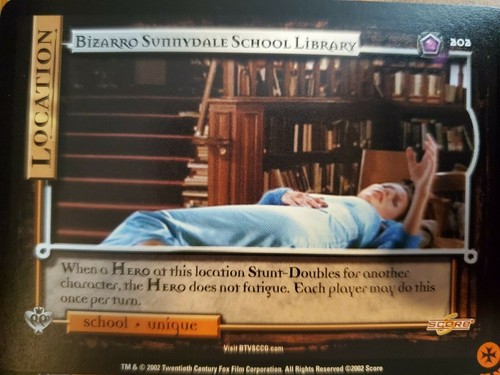 LOCATION
BIZARRO SUNNYDALE SCHOOL LIBRARY
202
When a HERO at this location Stunt-Doubles for another
character, the HERO does not fatigue. Each player may do this
once per turn.
school • unique
SCORE
Visit BTVSCCG.com
TM & © 2002 Twentieth Century Fox Film Corporation. All Rights Reserved ©2002 Score